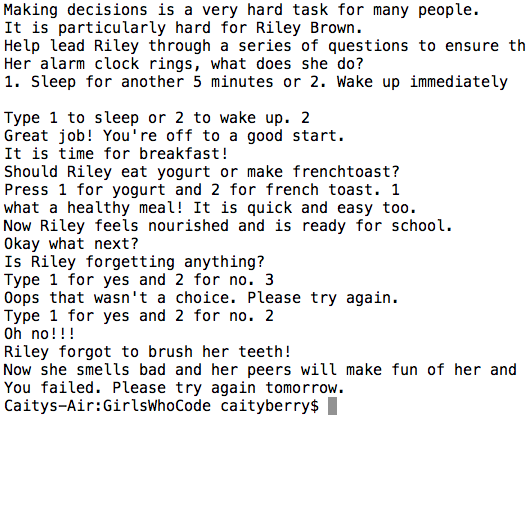 Making decisions is a very hard task for many people.
It is particularly hard for Riley Brown.
Help lead Riley through a series of questions to ensure th
Her alarm clock rings, what does she do?
1. Sleep for another 5 minutes or 2. Wake up immediately
Type 1 to sleep or 2 to wake up. 2
Great job! You're off to a good start.
It is time for breakfast!
Should Riley eat yogurt or make frenchtoast?
Press 1 for yogurt and 2 for french toast. 1
what a healthy meal! It is quick and easy too.
Now Riley feels nourished and is ready for school.
Okay what next?
Is Riley forgetting anything?
Type 1 for yes and 2 for no. 3
Oops that wasn't a choice. Please try again.
Type 1 for yes and 2 for no. 2
Oh no!!!
Riley forgot to brush her teeth!
Now she smells bad and her peers will make fun of her and
You failed. Please try again tomorrow.
Caitys-Air:GirlsWhoCode caityberry$